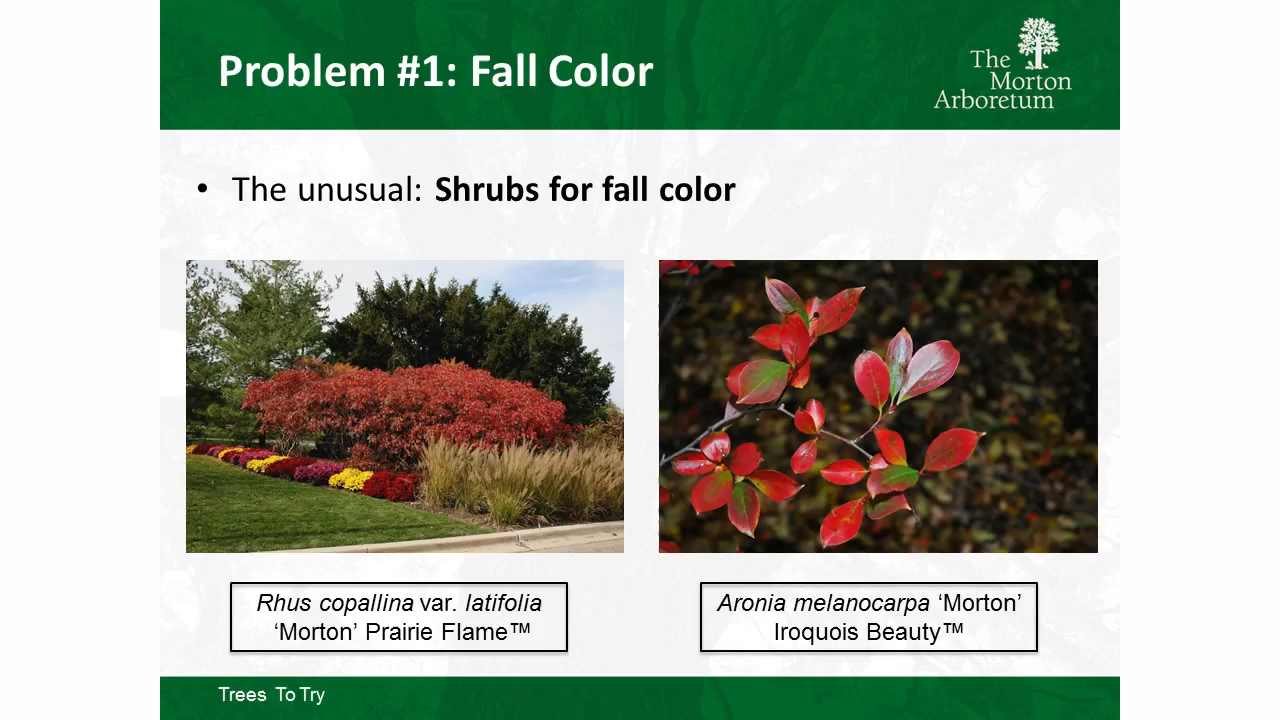 Problem #1: Fall Color
The
Morton
Arboretum
• The unusual: Shrubs for fall color
Rhus copallina var. latifolia
‘Morton’ Prairie Flame™
Aronia melanocarpa ‘Morton’
Iroquois Beauty™
Trees To Try